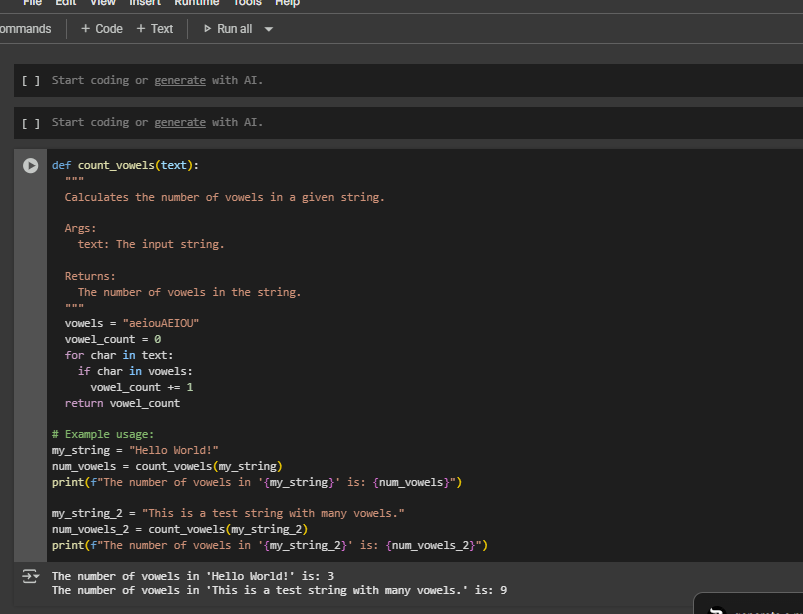 File Edit View Insert Runtime Tools Help
ommands + Code + Text Run all
[ ] Start coding or generate with AI.
[ ] Start coding or generate with AI.
def count_vowels(text):
  """
  Calculates the number of vowels in a given string.

  Args:
    text: The input string.

  Returns:
    The number of vowels in the string.
  """
  vowels = "aeiouAEIOU"
  vowel_count = 0
  for char in text:
    if char in vowels:
      vowel_count += 1
  return vowel_count

# Example usage:
my_string = "Hello World!"
num_vowels = count_vowels(my_string)
print(f"The number of vowels in '{my_string}' is: {num_vowels}")

my_string_2 = "This is a test string with many vowels."
num_vowels_2 = count_vowels(my_string_2)
print(f"The number of vowels in '{my_string_2}' is: {num_vowels_2}")
The number of vowels in 'Hello World!' is: 3
The number of vowels in 'This is a test string with many vowels.' is: 9